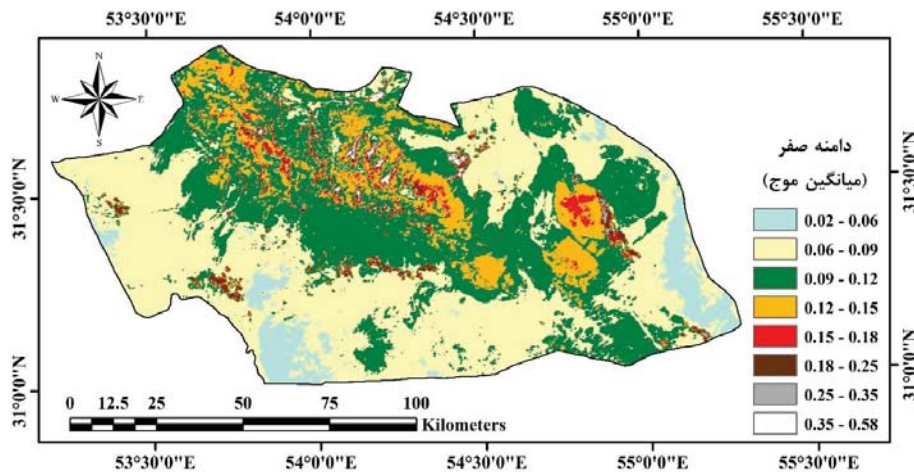 53°30'0"E 54°0'0"E 54°30'0"E 55°0'0"E 55°30'0"E
N
W E
S
31°30'0"N
31°0'0"N
31°30'0"N
31°0'0"N
دامنه صفر
(میانگین موج)
0.02 - 0.06
0.06 - 0.09
0.09 - 0.12
0.12 - 0.15
0.15 - 0.18
0.18 - 0.25
0.25 - 0.35
0.35 - 0.58
0 12.5 25 50 75 100
Kilometers
53°30'0"E 54°0'0"E 54°30'0"E 55°0'0"E 55°30'0"E